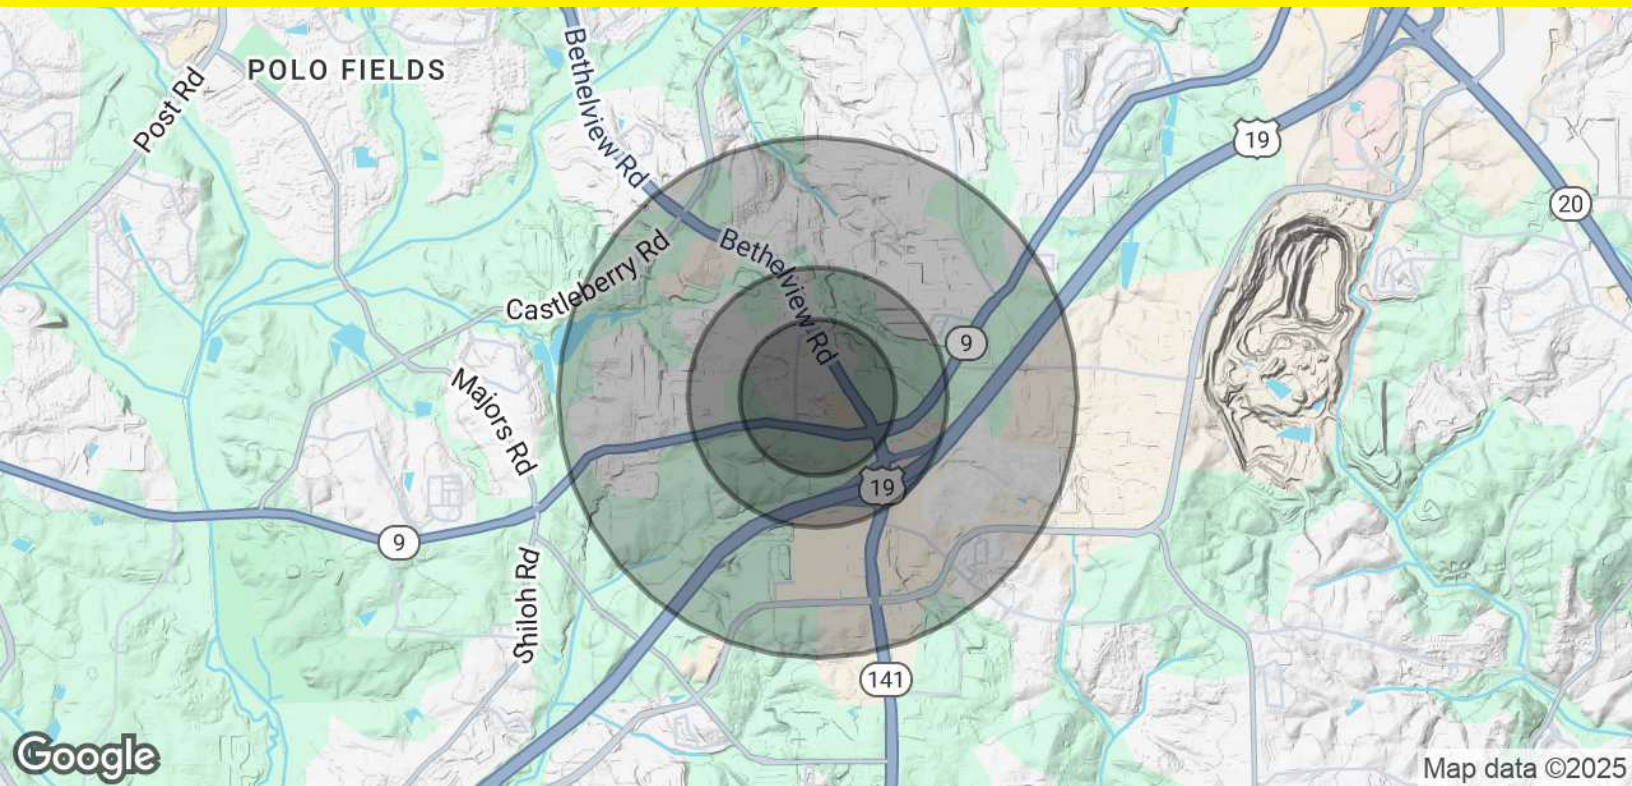 POLO FIELDS
Post Rd
Bethelview Rd
19
20
Bethelview Rd
Castleberry Rd
9
Majors Rd
19
9
Shiloh Rd
141
Google
Map data ©2025